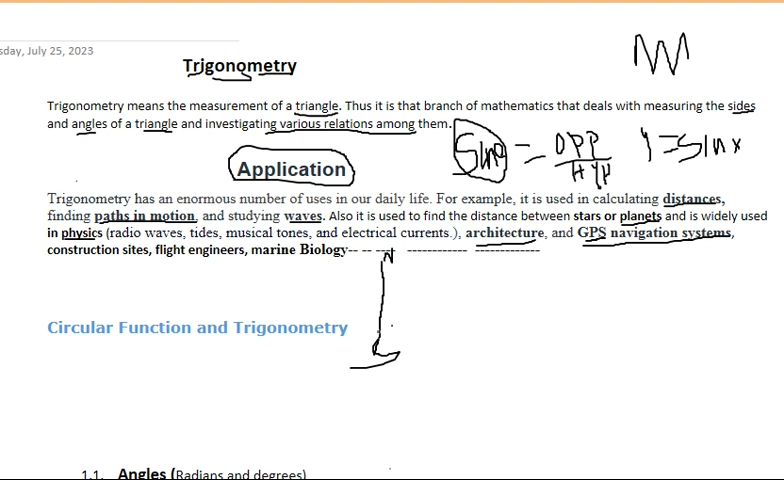 sday, July 25, 2023
Trigonometry
Trigonometry means the measurement of a triangle. Thus it is that branch of mathematics that deals with measuring the sides
and angles of a triangle and investigating various relations among them.
Sinθ = OPP / HYP
Y = Sin x
Application
Trigonometry has an enormous number of uses in our daily life. For example, it is used in calculating distances,
finding paths in motion, and studying waves. Also it is used to find the distance between stars or planets and is widely used
in physics (radio waves, tides, musical tones, and electrical currents.), architecture, and GPS navigation systems,
construction sites, flight engineers, marine Biology-- -- --- ------------ -------------
Circular Function and Trigonometry
1.1. Angles (Radians and degrees)